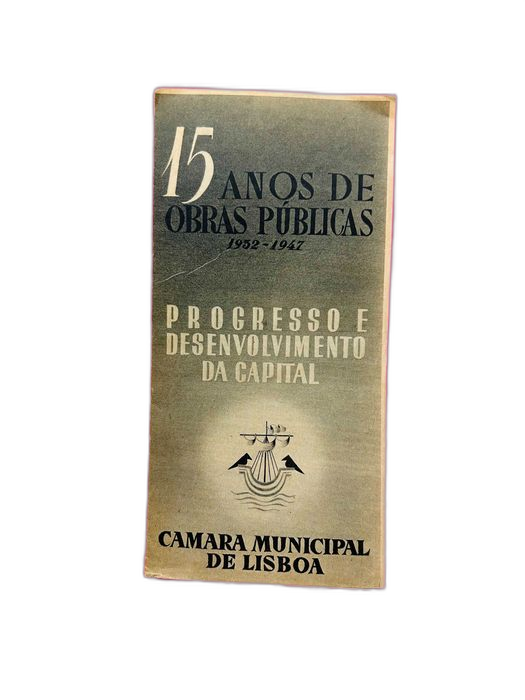 15 ANOS DE
OBRAS PÚBLICAS
1932-1947
PROGRESSO E
DESENVOLVIMENTO
DA CAPITAL
CAMARA MUNICIPAL
DE LISBOA